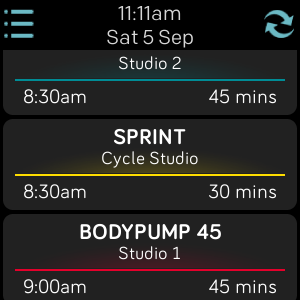 11:11am
Sat 5 Sep
Studio 2
8:30am 45 mins
SPRINT
Cycle Studio
8:30am 30 mins
BODYPUMP 45
Studio 1
9:00am 45 mins